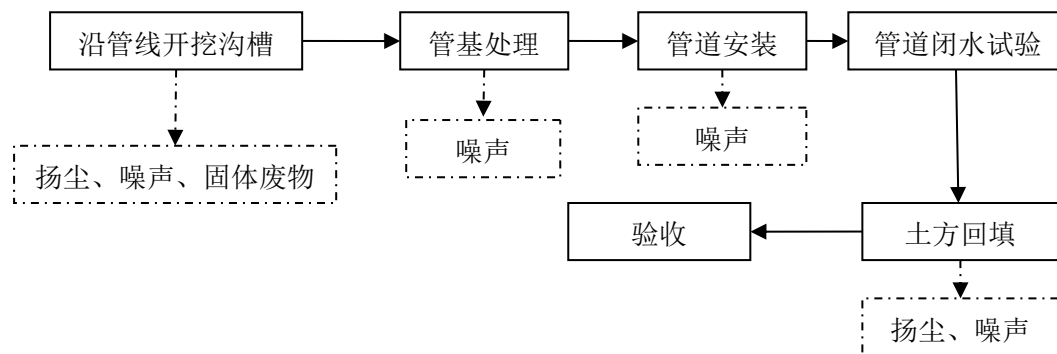 沿管线开挖沟槽
管基处理
管道安装
管道闭水试验
扬尘、噪声、固体废物
噪声
噪声
验收
土方回填
扬尘、噪声